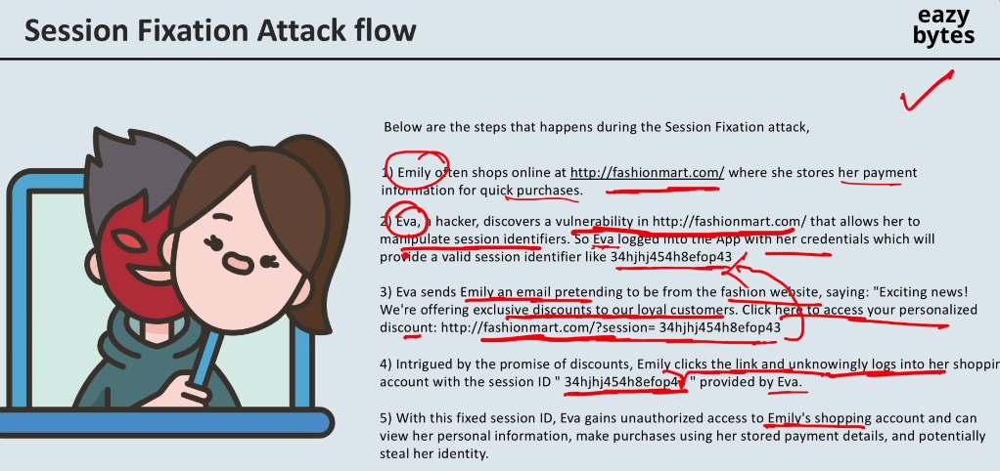 Session Fixation Attack flow
eazy
bytes
Below are the steps that happens during the Session Fixation attack,
1) Emily often shops online at http://fashionmart.com/ where she stores her payment
information for quick purchases.
2) Eva, a hacker, discovers a vulnerability in http://fashionmart.com/ that allows her to
manipulate session identifiers. So Eva logged into the App with her credentials which will
provide a valid session identifier like 34hjhj454h8efop43
3) Eva sends Emily an email pretending to be from the fashion website, saying: "Exciting news!
We're offering exclusive discounts to our loyal customers. Click here to access your personalized
discount: http://fashionmart.com/?session= 34hjhj454h8efop43
4) Intrigued by the promise of discounts, Emily clicks the link and unknowingly logs into her shoppin
account with the session ID " 34hjhj454h8efop43 " provided by Eva.
5) With this fixed session ID, Eva gains unauthorized access to Emily's shopping account and can
view her personal information, make purchases using her stored payment details, and potentially
steal her identity.